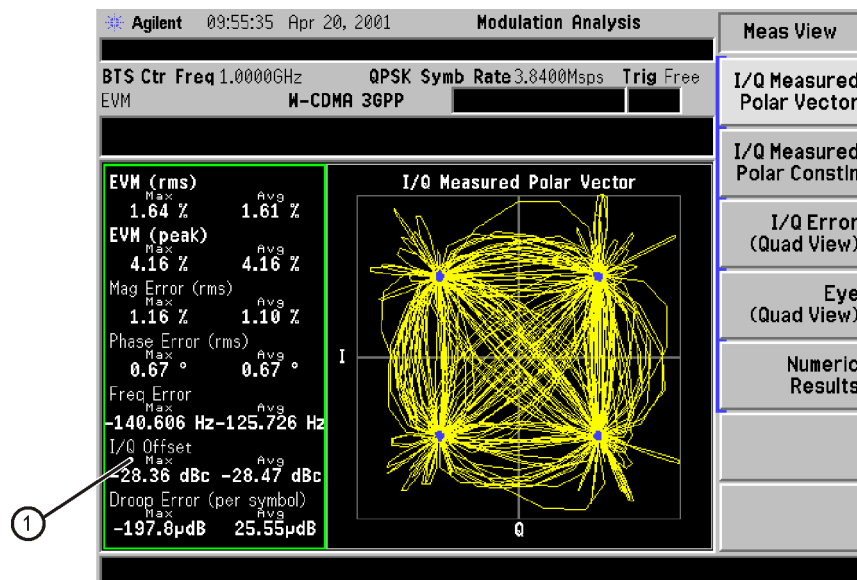 Agilent 09:55:35 Apr 20, 2001 Modulation Analysis
Meas View
BTS Ctr Freq 1.0000GHz QPSK Symb Rate 3.8400Msps Trig Free
EVM W-CDMA 3GPP
I/Q Measured
Polar Vector
I/Q Measured
Polar Constln
I/Q Error
(Quad View)
Eye
(Quad View)
Numeric
Results
EVM (rms)
Max Avg
1.64 % 1.61 %
EVM (peak)
Max Avg
4.16 % 4.16 %
Mag Error (rms)
Max Avg
1.16 % 1.10 %
Phase Error (rms)
Max Avg
0.67 ° 0.67 °
Freq Error
Max Avg
-140.606 Hz -125.726 Hz
I/Q Offset
Max Avg
-28.36 dBc -28.47 dBc
Droop Error (per symbol)
Max Avg
-197.8µdB 25.55µdB
I/Q Measured Polar Vector
I
Q
1